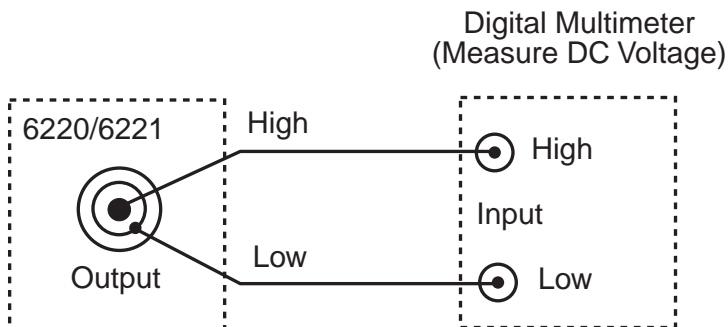 Digital Multimeter
(Measure DC Voltage)
6220/6221
High
High
Input
Low
Low
Output